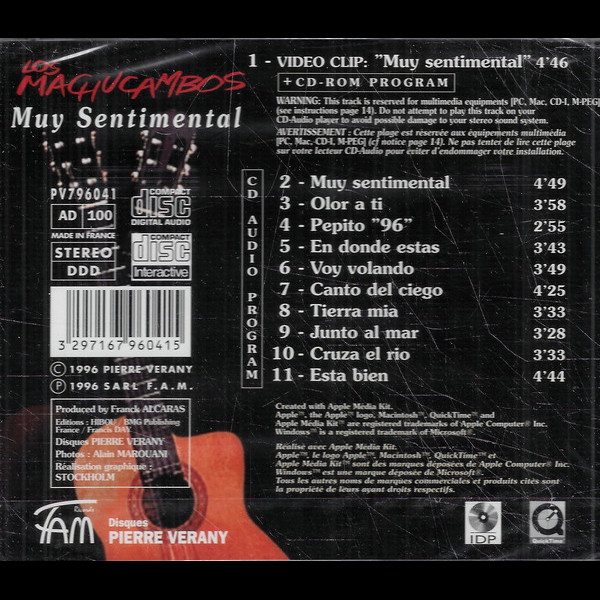 LOS
MACHUCAMBOS
Muy Sentimental
PV796041
AD 100
MADE IN FRANCE
STEREO
DDD
COMPACT
disc
DIGITAL AUDIO
COMPACT
disc
Interactive
3 297167 960415
© 1996 PIERRE VERANY
℗ 1996 SARL F.A.M.
Produced by Franck ALCARAS
Editions : HIBOU / BMG Publishing
France / Francis DAY
Disques PIERRE VERANY
Photos : Alain MAROUANI
Réalisation graphique :
STOCKHOLM
Records
FAM
Disques
PIERRE VERANY
1 - VIDEO CLIP: "Muy sentimental" 4'46
+ CD-ROM PROGRAM
WARNING: This track is reserved for multimedia equipments [PC, Mac, CD-I, M-PEG]
(see instructions page 14). Do not attempt to play this track on your
CD-Audio player to avoid possible damage to your stereo sound system.
AVERTISSEMENT : Cette plage est réservée aux équipements multimédia
[PC, Mac, CD-I, M-PEG] (cf notice page 14). Ne pas tenter de lire cette plage
sur votre lecteur CD-Audio pour éviter d'endommager votre installation.
CD AUDIO PROGRAM
2 - Muy sentimental 4'49
3 - Olor a ti 3'58
4 - Pepito "96" 2'55
5 - En donde estas 3'43
6 - Voy volando 3'49
7 - Canto del ciego 4'25
8 - Tierra mia 3'33
9 - Junto al mar 3'28
10 - Cruza el rio 3'33
11 - Esta bien 4'44
Created with Apple Média Kit.
Apple™, the Apple™ logo, Macintosh™, QuickTime™ and
Apple Média Kit™ are registered trademarks of Apple Computer® Inc.
Windows™ is a registered trademark of Microsoft®.
Réalisé avec Apple Média Kit.
Apple™, le logo Apple™, Macintosh™, QuickTime™ et
Apple Média Kit™ sont des marques déposées de Apple Computer® Inc.
Windows™ est une marque déposée de Microsoft®.
Tous les autres noms de marques commerciales et produits cités sont
la propriété de leurs ayant droits respectifs.
IDP
QuickTime